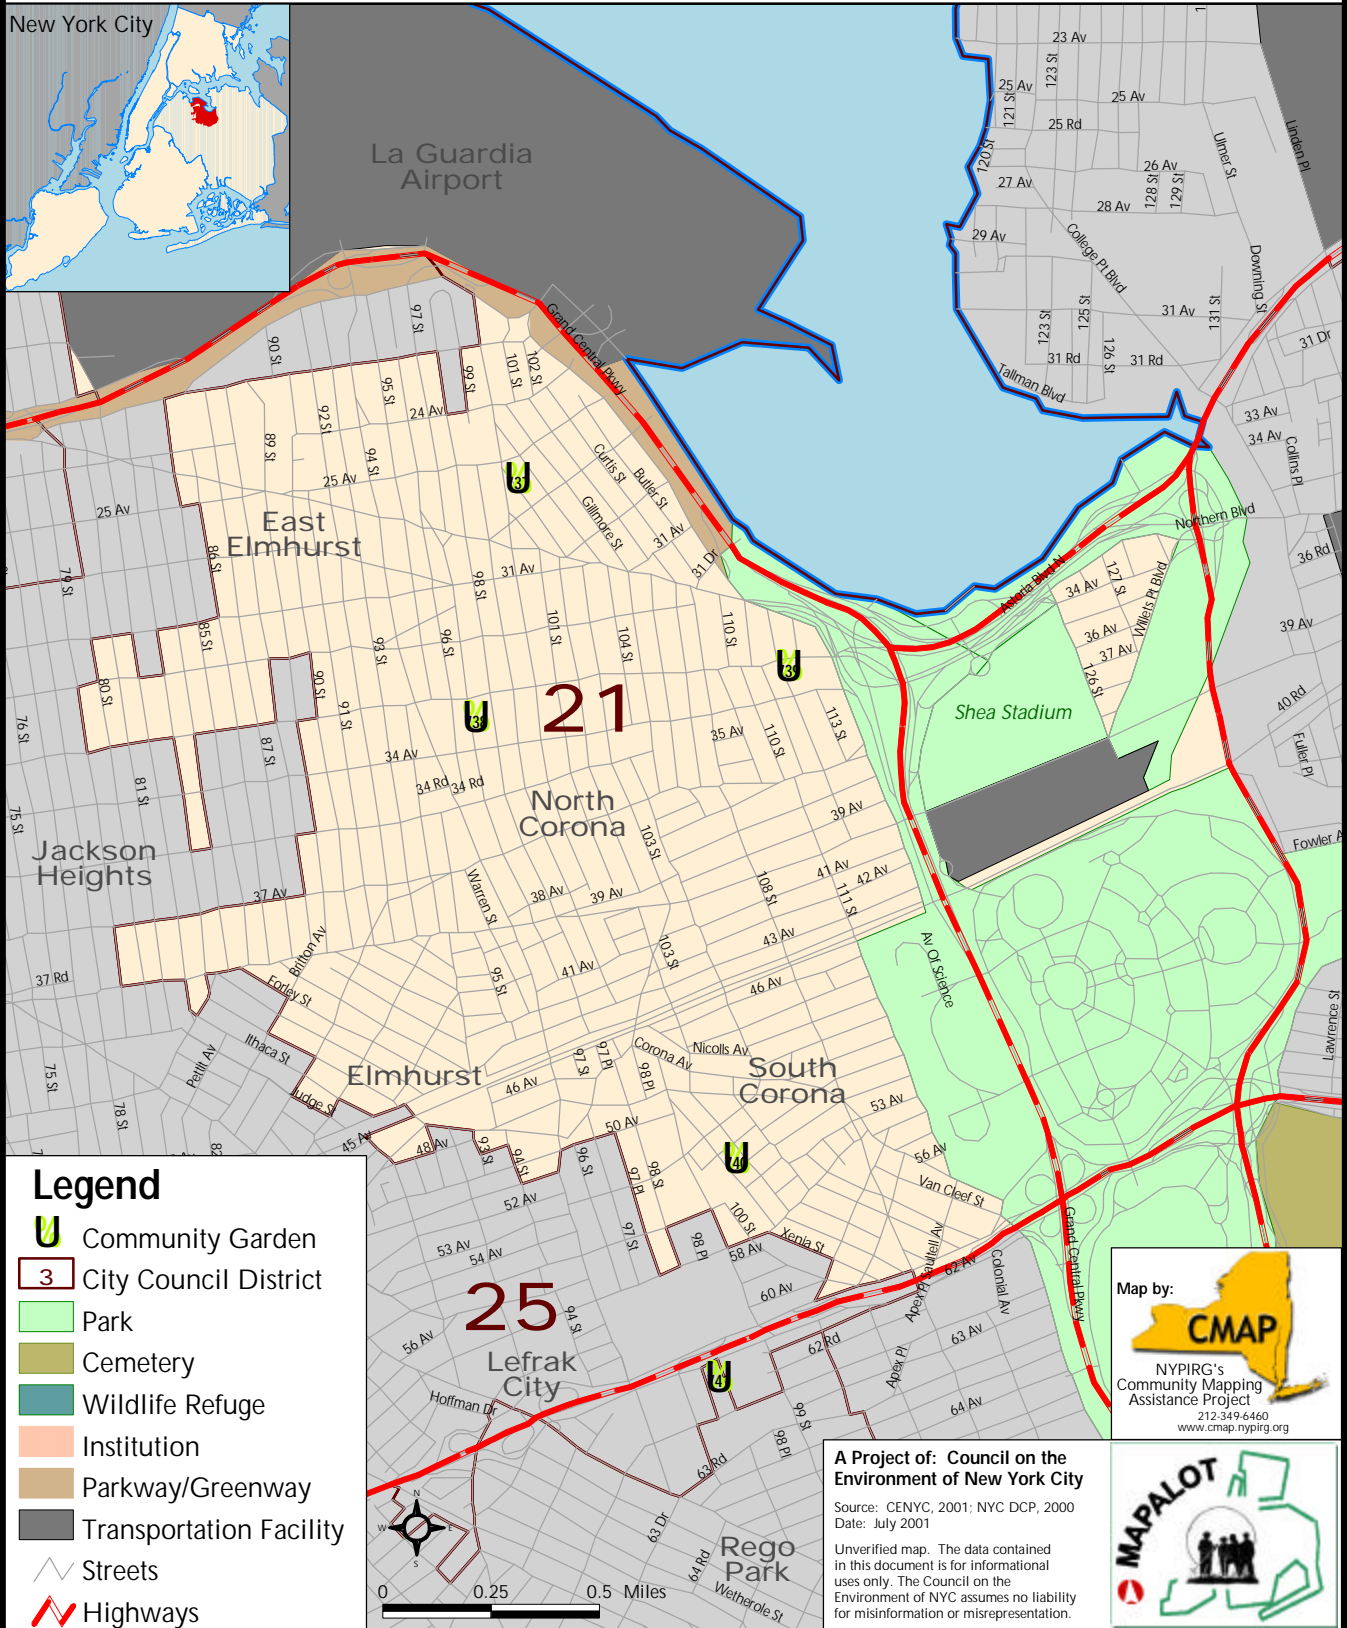 New York City
La Guardia
Airport
23 Av
123 St
25 Av
121 St
25 Av
25 Rd
120 St
Ulmer St
Linden Pl
26 Av
27 Av
128 St
129 St
28 Av
29 Av
College Pt Blvd
Downing St
123 St
125 St
31 Av
131 St
126 St
31 Rd
31 Rd
31 Dr
Tallman Blvd
33 Av
34 Av
Collins Pl
97 St
90 St
Grand Central Pkwy
101 St
102 St
99 St
95 St
92 St
24 Av
89 St
94 St
25 Av
25 Av
Curtis St
Butler St
Gillmore St
31 Av
31 Dr
East
Elmhurst
86 St
79 St
31 Av
98 St
Northern Blvd
36 Rd
Astoria Blvd N
34 Av
127 St
Willets Pt Blvd
36 Av
37 Av
126 St
39 Av
85 St
93 St
96 St
101 St
104 St
110 St
739
80 St
90 St
91 St
738
21
Shea Stadium
40 Rd
76 St
87 St
34 Av
35 Av
110 St
113 St
Fuller Pl
34 Rd
34 Rd
81 St
75 St
North
Corona
103 St
39 Av
Fowler A
Jackson
Heights
37 Av
Warren St
38 Av
39 Av
108 St
41 Av
42 Av
111 St
43 Av
Britton Av
103 St
Av Of Science
37 Rd
Forley St
95 St
41 Av
46 Av
Lawrence St
Ithaca St
Pettit Av
75 St
97 St
97 Pl
Corona Av
Nicolls Av
98 Pl
South
Corona
Elmhurst
46 Av
Judge S
78 St
53 Av
50 Av
45 Av
48 Av
93 St
94 St
96 St
97 Pl
98 St
740
56 Av
Van Cleef St
52 Av
100 St
Xenia St
97 St
98 Pl
58 Av
53 Av
54 Av
Saultell Av
62 Av
Colonial Av
Grand Central Pkwy
25
94 St
60 Av
Apex Pl
56 Av
62 Rd
63 Av
Lefrak
City
Apex Pl
Hoffman Dr
99 St
64 Av
98 Pl
63 Rd
63 Dr
64 Rd
Rego
Park
Wetherole St
Legend
Community Garden
3 City Council District
Park
Cemetery
Wildlife Refuge
Institution
Parkway/Greenway
Transportation Facility
Streets
Highways
N
W E
S
0 0.25 0.5 Miles
Map by:
CMAP
NYPIRG's
Community Mapping
Assistance Project
212-349-6460
www.cmap.nypirg.org
A Project of: Council on the
Environment of New York City
Source: CENYC, 2001; NYC DCP, 2000
Date: July 2001
Unverified map. The data contained
in this document is for informational
uses only. The Council on the
Environment of NYC assumes no liability
for misinformation or misrepresentation.
MAPALOT